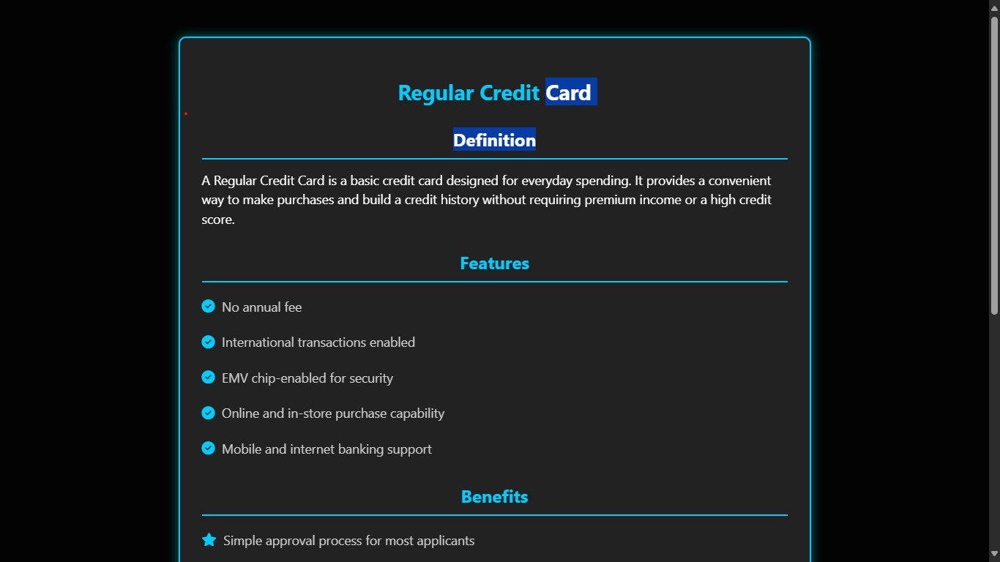 Regular Credit Card
Definition
A Regular Credit Card is a basic credit card designed for everyday spending. It provides a convenient
way to make purchases and build a credit history without requiring premium income or a high credit
score.
Features
No annual fee
International transactions enabled
EMV chip-enabled for security
Online and in-store purchase capability
Mobile and internet banking support
Benefits
Simple approval process for most applicants